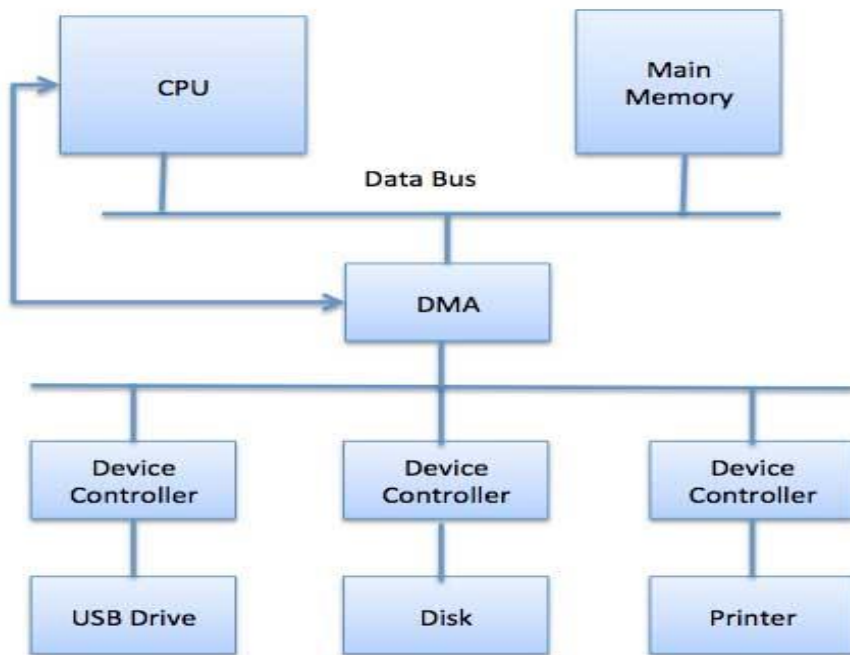 CPU
Main
Memory
Data Bus
DMA
Device
Controller
Device
Controller
Device
Controller
USB Drive
Disk
Printer